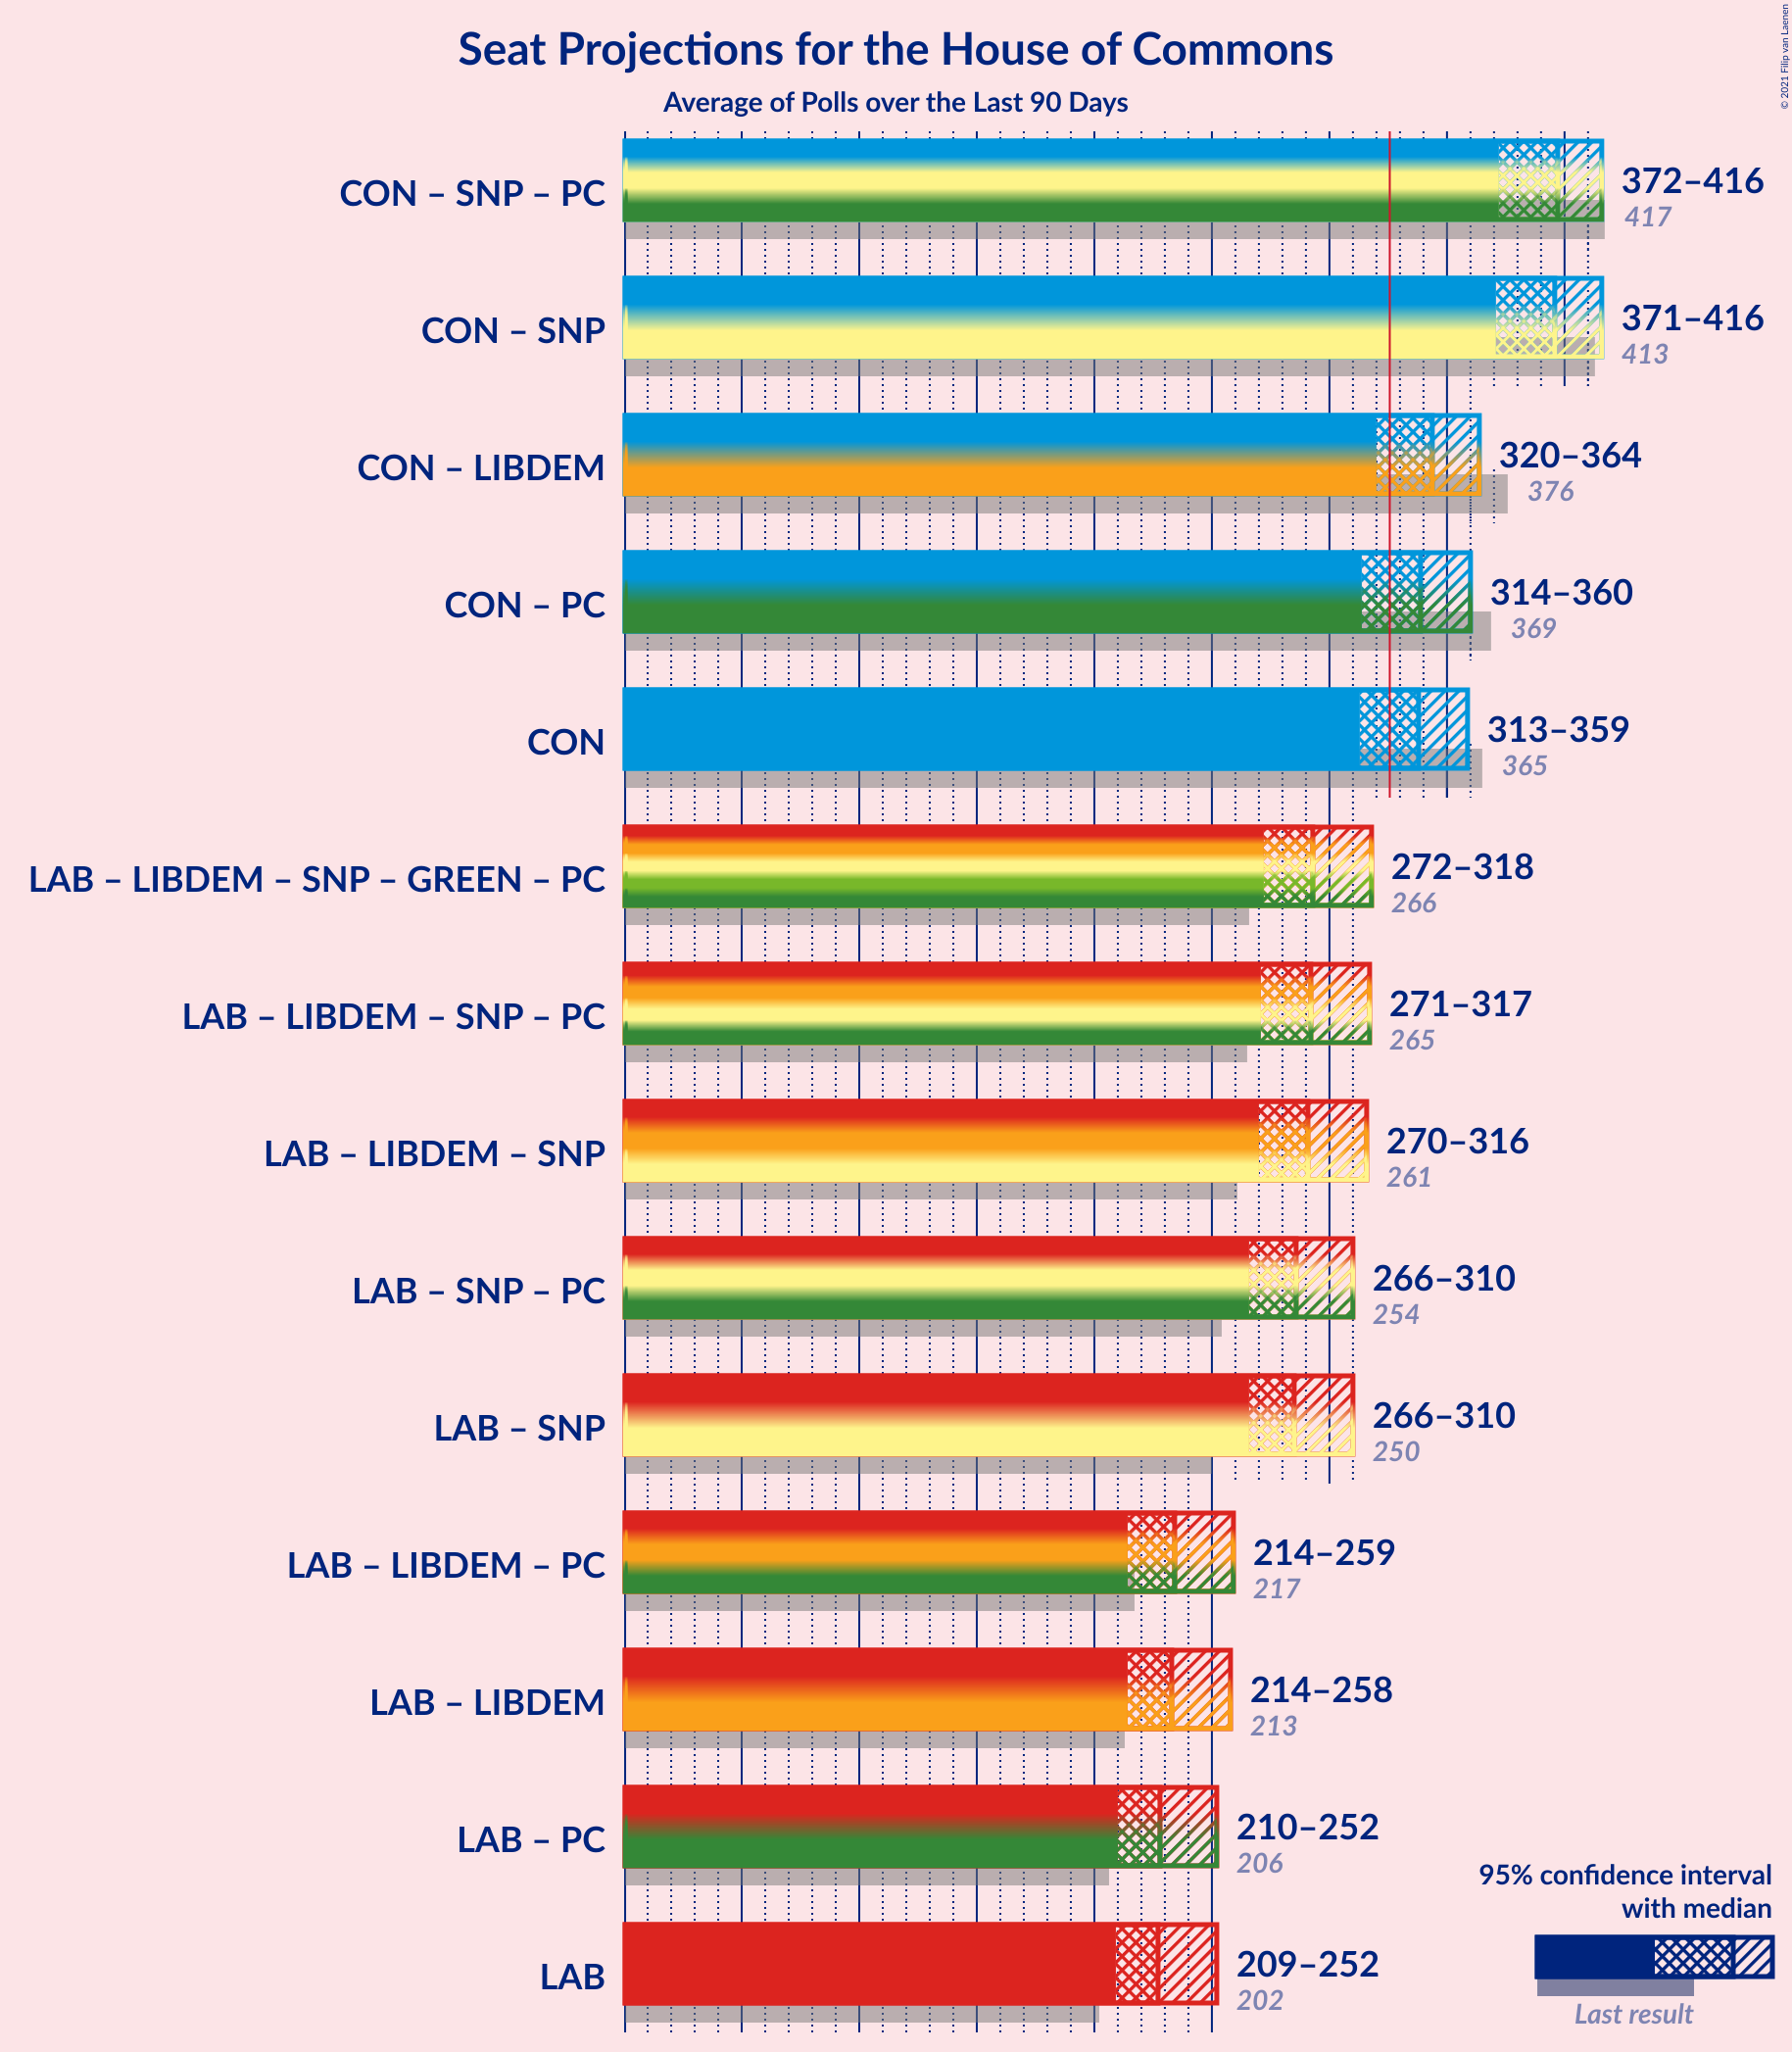 Seat Projections for the House of Commons
Average of Polls over the Last 90 Days
© 2021 Filip van Laenen
CON – SNP – PC
372–416
417
CON – SNP
371–416
413
CON – LIBDEM
320–364
376
CON – PC
314–360
369
CON
313–359
365
LAB – LIBDEM – SNP – GREEN – PC
272–318
266
LAB – LIBDEM – SNP – PC
271–317
265
LAB – LIBDEM – SNP
270–316
261
LAB – SNP – PC
266–310
254
LAB – SNP
266–310
250
LAB – LIBDEM – PC
214–259
217
LAB – LIBDEM
214–258
213
LAB – PC
210–252
206
LAB
209–252
202
95% confidence interval
with median
Last result